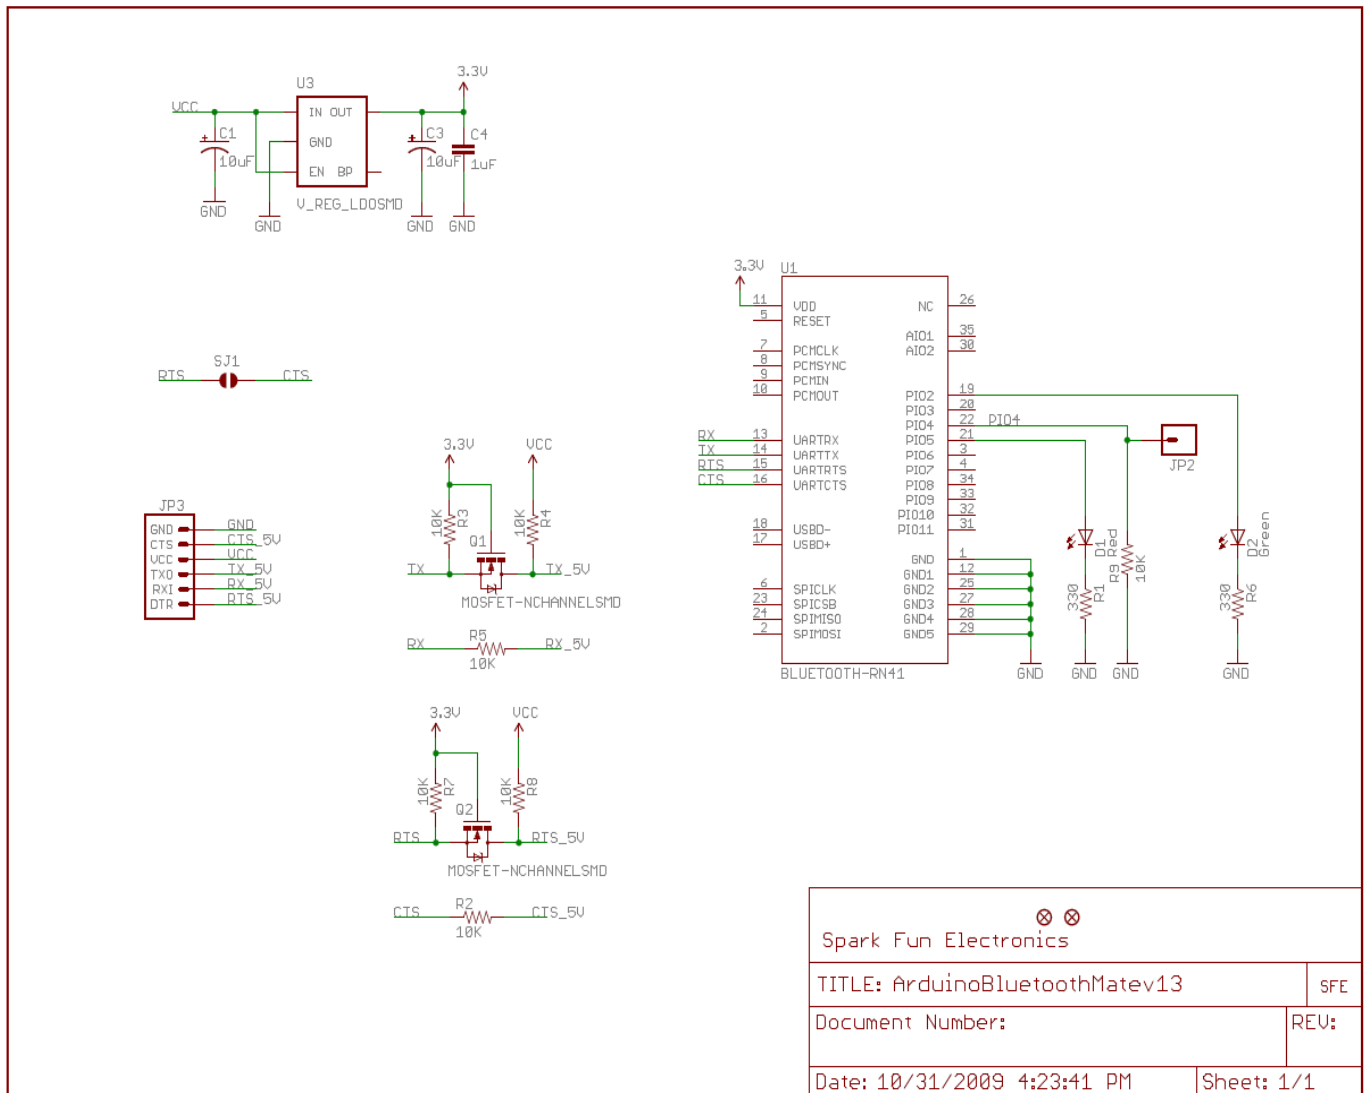 3.3V
U3
VCC
IN OUT
GND
EN BP
C1
10uF
C3
10uF
C4
1uF
V_REG_LDOSMD
GND
GND
GND
GND
SJ1
RTS
CTS
JP3
GND
CTS
VCC
TXO
RXI
DTR
GND
CTS_5V
VCC
TX_5V
RX_5V
RTS_5V
3.3V
VCC
10K
R3
10K
R4
Q1
TX
TX_5V
MOSFET-NCHANNELSMD
RX
R5
10K
RX_5V
3.3V
VCC
10K
R7
10K
R8
Q2
RTS
RTS_5V
MOSFET-NCHANNELSMD
CTS
R2
10K
CTS_5V
3.3V
U1
11 VDD
5 RESET
7 PCMCLK
8 PCMSYNC
9 PCMIN
10 PCMOUT
RX 13 UARTRX
TX 14 UARTTX
RTS 15 UARTRTS
CTS 16 UARTCTS
18 USBD-
17 USBD+
6 SPICLK
23 SPICSB
24 SPIMISO
2 SPIMOSI
NC 26
AIO1 35
AIO2 30
PIO2 19
PIO3 20
PIO4 22 PIO4
PIO5 21
PIO6 3
PIO7 4
PIO8 34
PIO9 33
PIO10 32
PIO11 31
GND 1
GND1 12
GND2 25
GND3 27
GND4 28
GND5 29
BLUETOOTH-RN41
JP2
D1
Red
330
R1
R9
10K
D2
Green
330
R6
GND
GND
GND
GND
Spark Fun Electronics
TITLE: ArduinoBluetoothMatev13
SFE
Document Number:
REV:
Date: 10/31/2009 4:23:41 PM
Sheet: 1/1